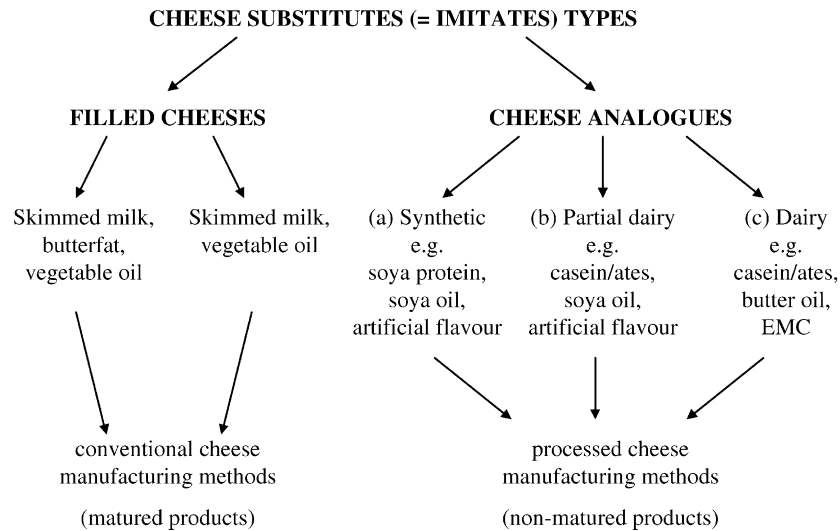 CHEESE SUBSTITUTES (= IMITATES) TYPES
FILLED CHEESES
CHEESE ANALOGUES
Skimmed milk,
butterfat,
vegetable oil
Skimmed milk,
vegetable oil
(a) Synthetic
e.g.
soya protein,
soya oil,
artificial flavour
(b) Partial dairy
e.g.
casein/ates,
soya oil,
artificial flavour
(c) Dairy
e.g.
casein/ates,
butter oil,
EMC
conventional cheese
manufacturing methods
(matured products)
processed cheese
manufacturing methods
(non-matured products)